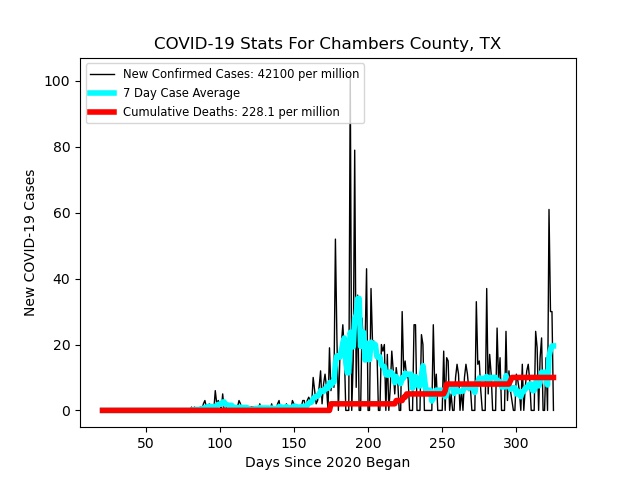 COVID-19 Stats For Chambers County, TX
New Confirmed Cases: 42100 per million
7 Day Case Average
Cumulative Deaths: 228.1 per million
100
80
60
40
20
0
New COVID-19 Cases
50 100 150 200 250 300
Days Since 2020 Began